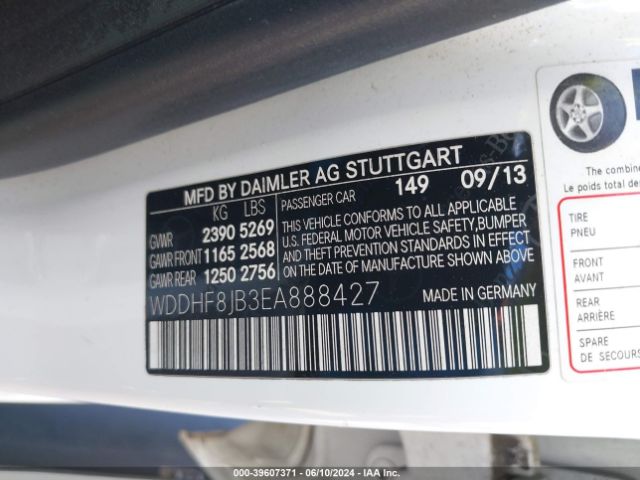 MFD BY DAIMLER AG STUTTGART
KG LBS
GVWR 2390 5269
GAWR FRONT 1165 2568
GAWR REAR 1250 2756
PASSENGER CAR 149 09/13
THIS VEHICLE CONFORMS TO ALL APPLICABLE
U.S. FEDERAL MOTOR VEHICLE SAFETY, BUMPER
AND THEFT PREVENTION STANDARDS IN EFFECT
ON THE DATE OF MANUFACTURE SHOWN ABOVE.
WDDHF8JB3EA888427 MADE IN GERMANY
The combine
Le poids total des
TIRE
PNEU
FRONT
AVANT
REAR
ARRIÈRE
SPARE
DE SECOURS
000-39607371 - 06/10/2024 - IAA Inc.